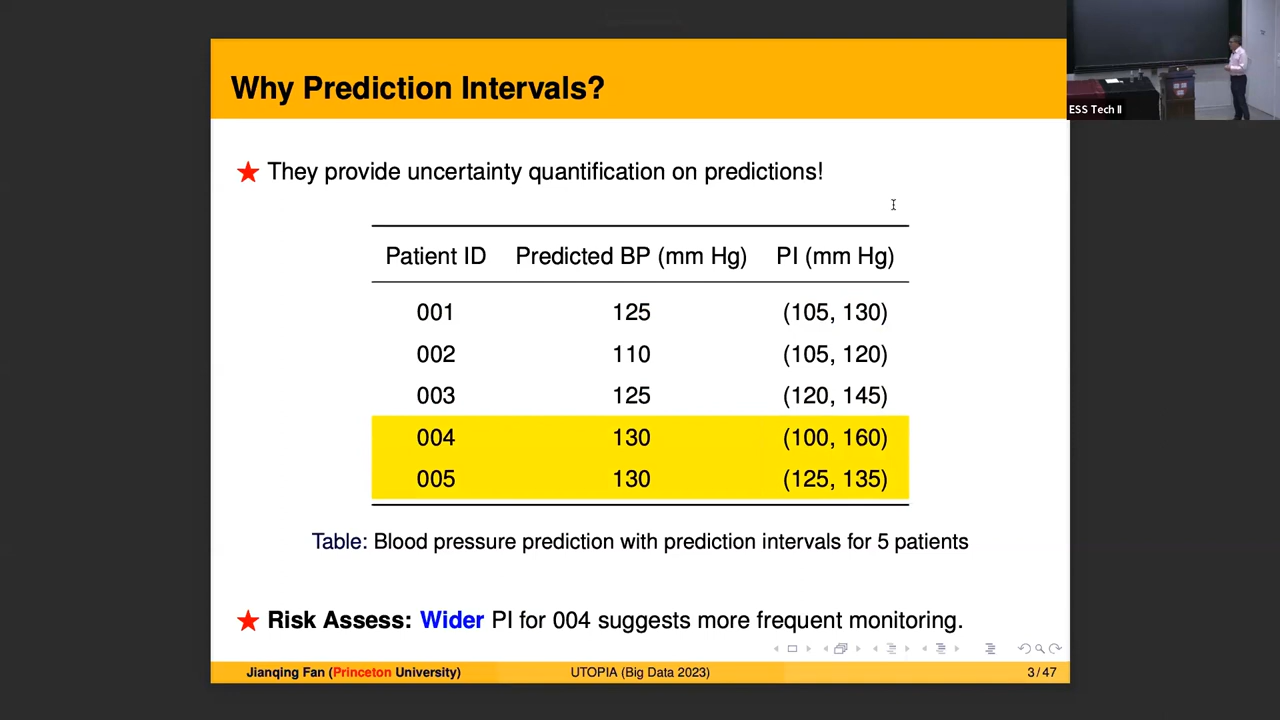 Why Prediction Intervals?
ESS Tech II
★ They provide uncertainty quantification on predictions!
Patient ID Predicted BP (mm Hg) PI (mm Hg)
001 125 (105, 130)
002 110 (105, 120)
003 125 (120, 145)
004 130 (100, 160)
005 130 (125, 135)
Table: Blood pressure prediction with prediction intervals for 5 patients
★ Risk Assess: Wider PI for 004 suggests more frequent monitoring.
Jianqing Fan (Princeton University) UTOPIA (Big Data 2023) 3 / 47